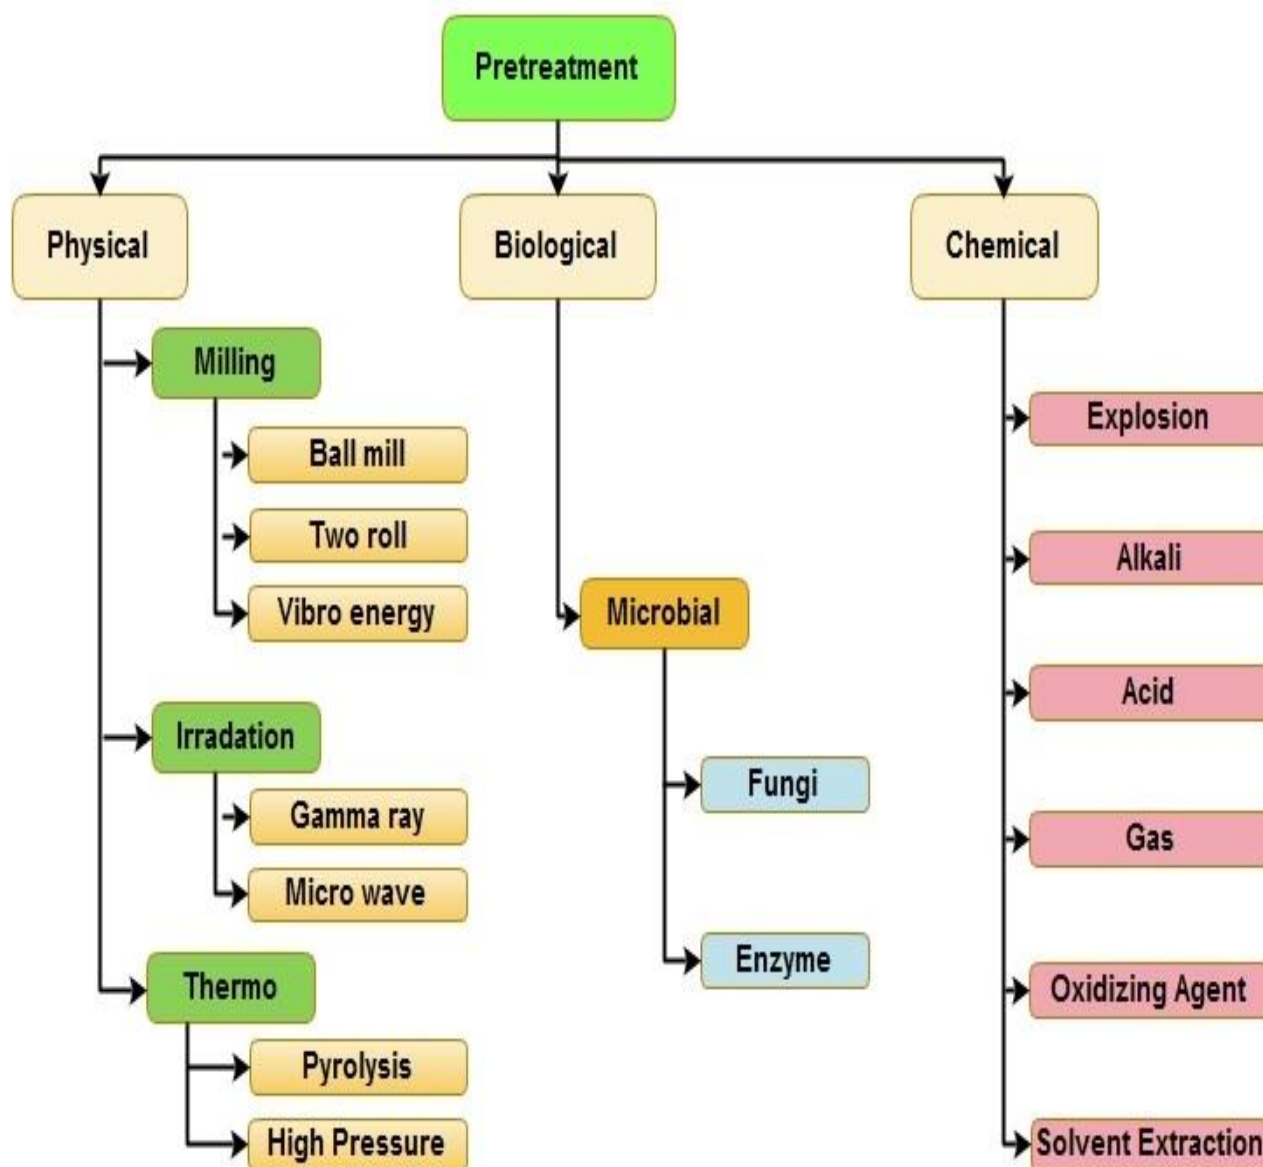 Pretreatment
Physical
Biological
Chemical
Milling
Ball mill
Two roll
Vibro energy
Irradation
Gamma ray
Micro wave
Thermo
Pyrolysis
High Pressure
Microbial
Fungi
Enzyme
Explosion
Alkali
Acid
Gas
Oxidizing Agent
Solvent Extraction